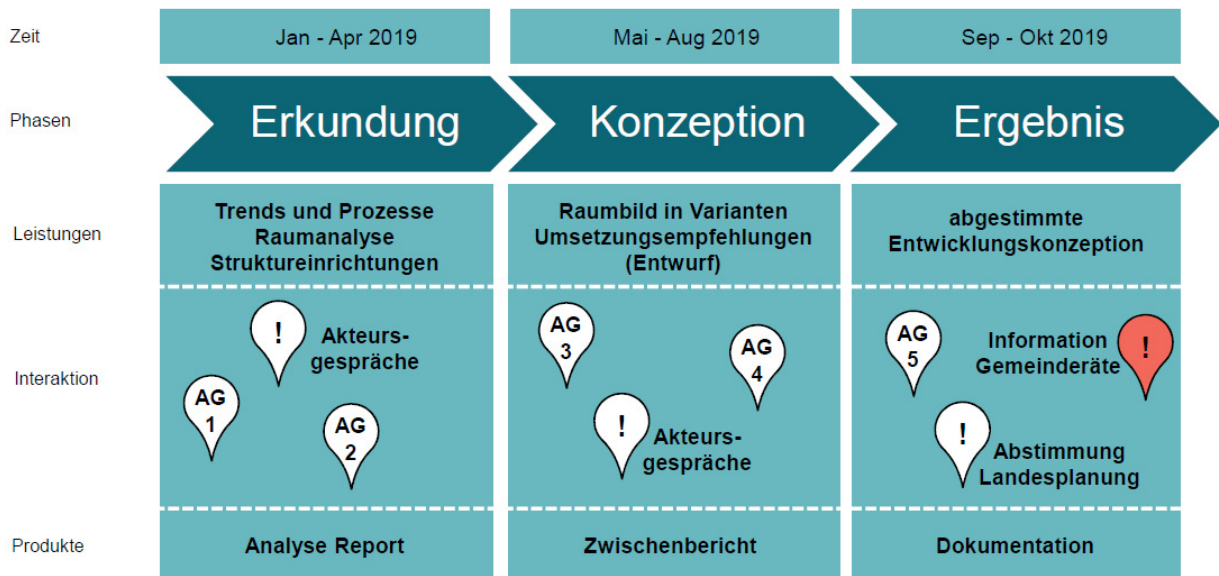 Zeit
Jan - Apr 2019
Mai - Aug 2019
Sep - Okt 2019
Phasen
Erkundung
Konzeption
Ergebnis
Leistungen
Trends und Prozesse
Raumanalyse
Struktureinrichtungen
Raumbild in Varianten
Umsetzungsempfehlungen
(Entwurf)
abgestimmte
Entwicklungskonzeption
Interaktion
!
Akteurs-
gespräche
AG
1
AG
2
AG
3
AG
4
!
Akteurs-
gespräche
AG
5
Information
Gemeinderäte
!
!
Abstimmung
Landesplanung
Produkte
Analyse Report
Zwischenbericht
Dokumentation